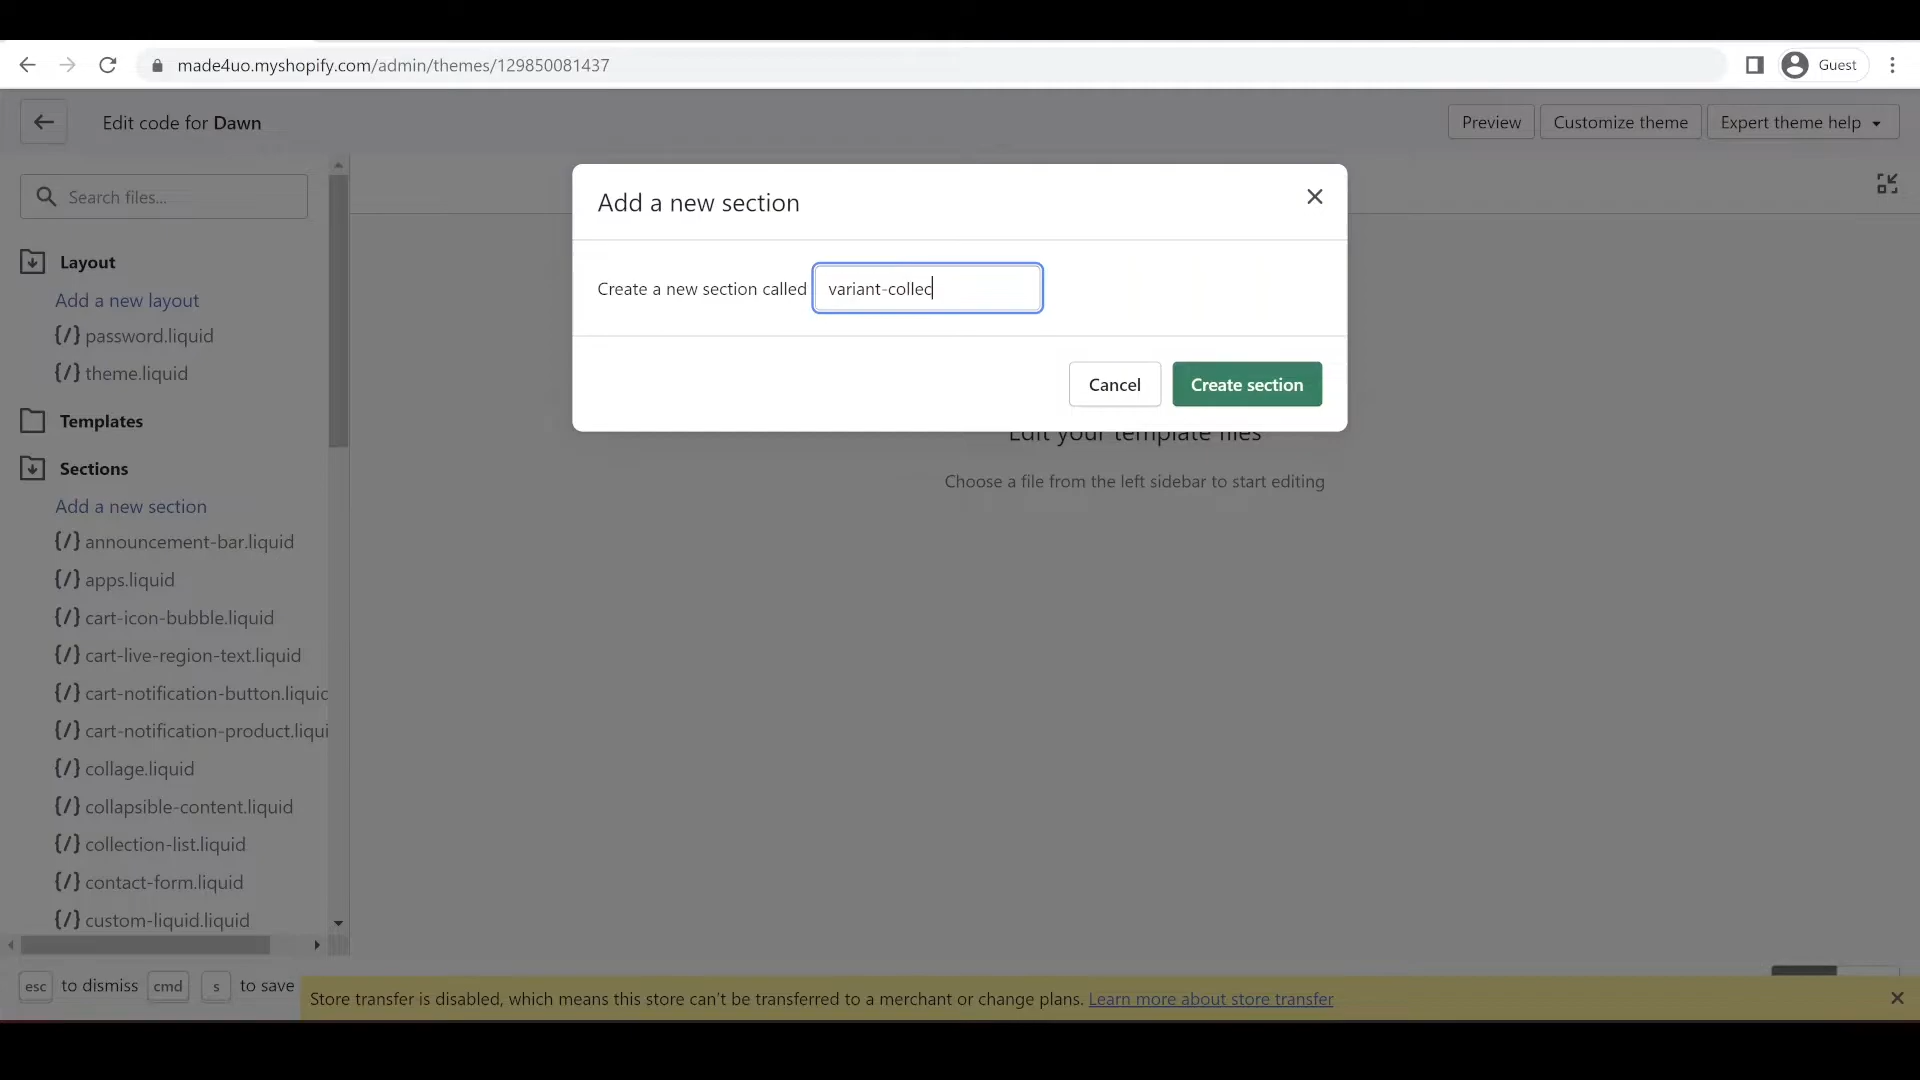 made4uo.myshopify.com/admin/themes/129850081437
Guest
Edit code for Dawn
Preview
Customize theme
Expert theme help
Search files...
Layout
Add a new layout
{/} password.liquid
{/} theme.liquid
Templates
Sections
Add a new section
{/} announcement-bar.liquid
{/} apps.liquid
{/} cart-icon-bubble.liquid
{/} cart-live-region-text.liquid
{/} cart-notification-button.liquid
{/} cart-notification-product.liqui
{/} collage.liquid
{/} collapsible-content.liquid
{/} collection-list.liquid
{/} contact-form.liquid
{/} custom-liquid.liquid
Add a new section
Create a new section called variant-collec
Cancel
Create section
Edit your template files
Choose a file from the left sidebar to start editing
esc to dismiss cmd s to save
Store transfer is disabled, which means this store can't be transferred to a merchant or change plans. Learn more about store transfer